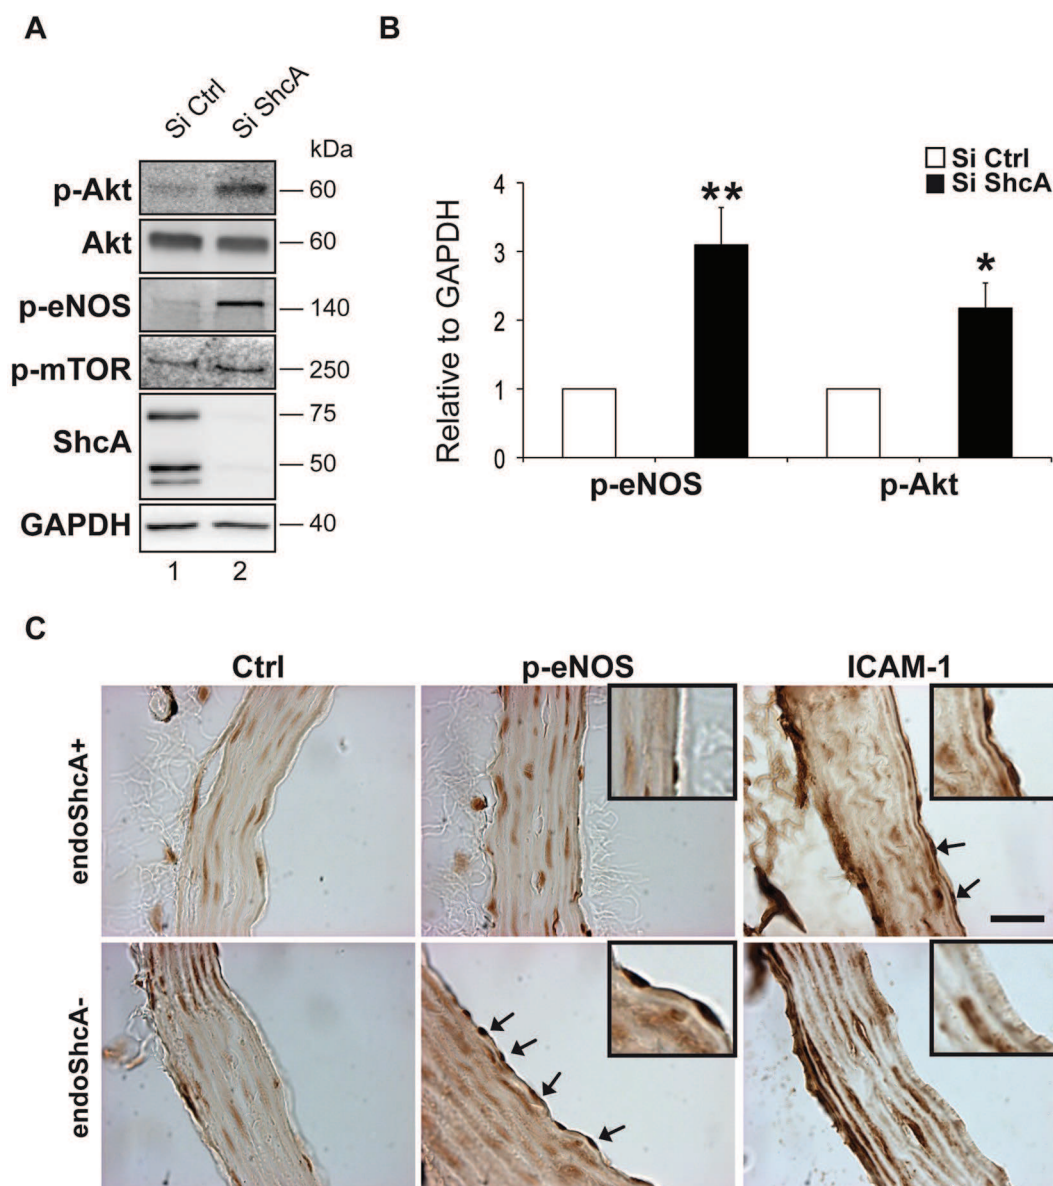 A
Si Ctrl
Si ShcA
kDa
p-Akt
60
Akt
60
p-eNOS
140
p-mTOR
250
ShcA
75
50
GAPDH
40
1
2
B
Si Ctrl
Si ShcA
Relative to GAPDH
4
3
2
1
0
**
*
p-eNOS
p-Akt
C
Ctrl
p-eNOS
ICAM-1
endoShcA+
endoShcA-